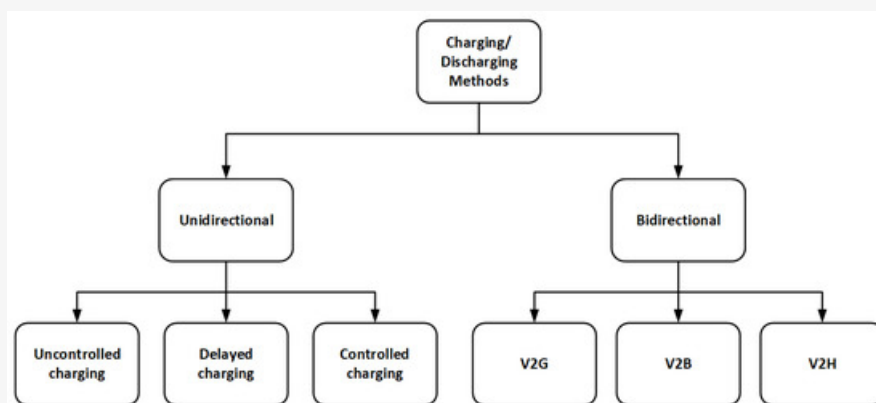 Charging/
Discharging
Methods
Unidirectional
Bidirectional
Uncontrolled
charging
Delayed
charging
Controlled
charging
V2G
V2B
V2H